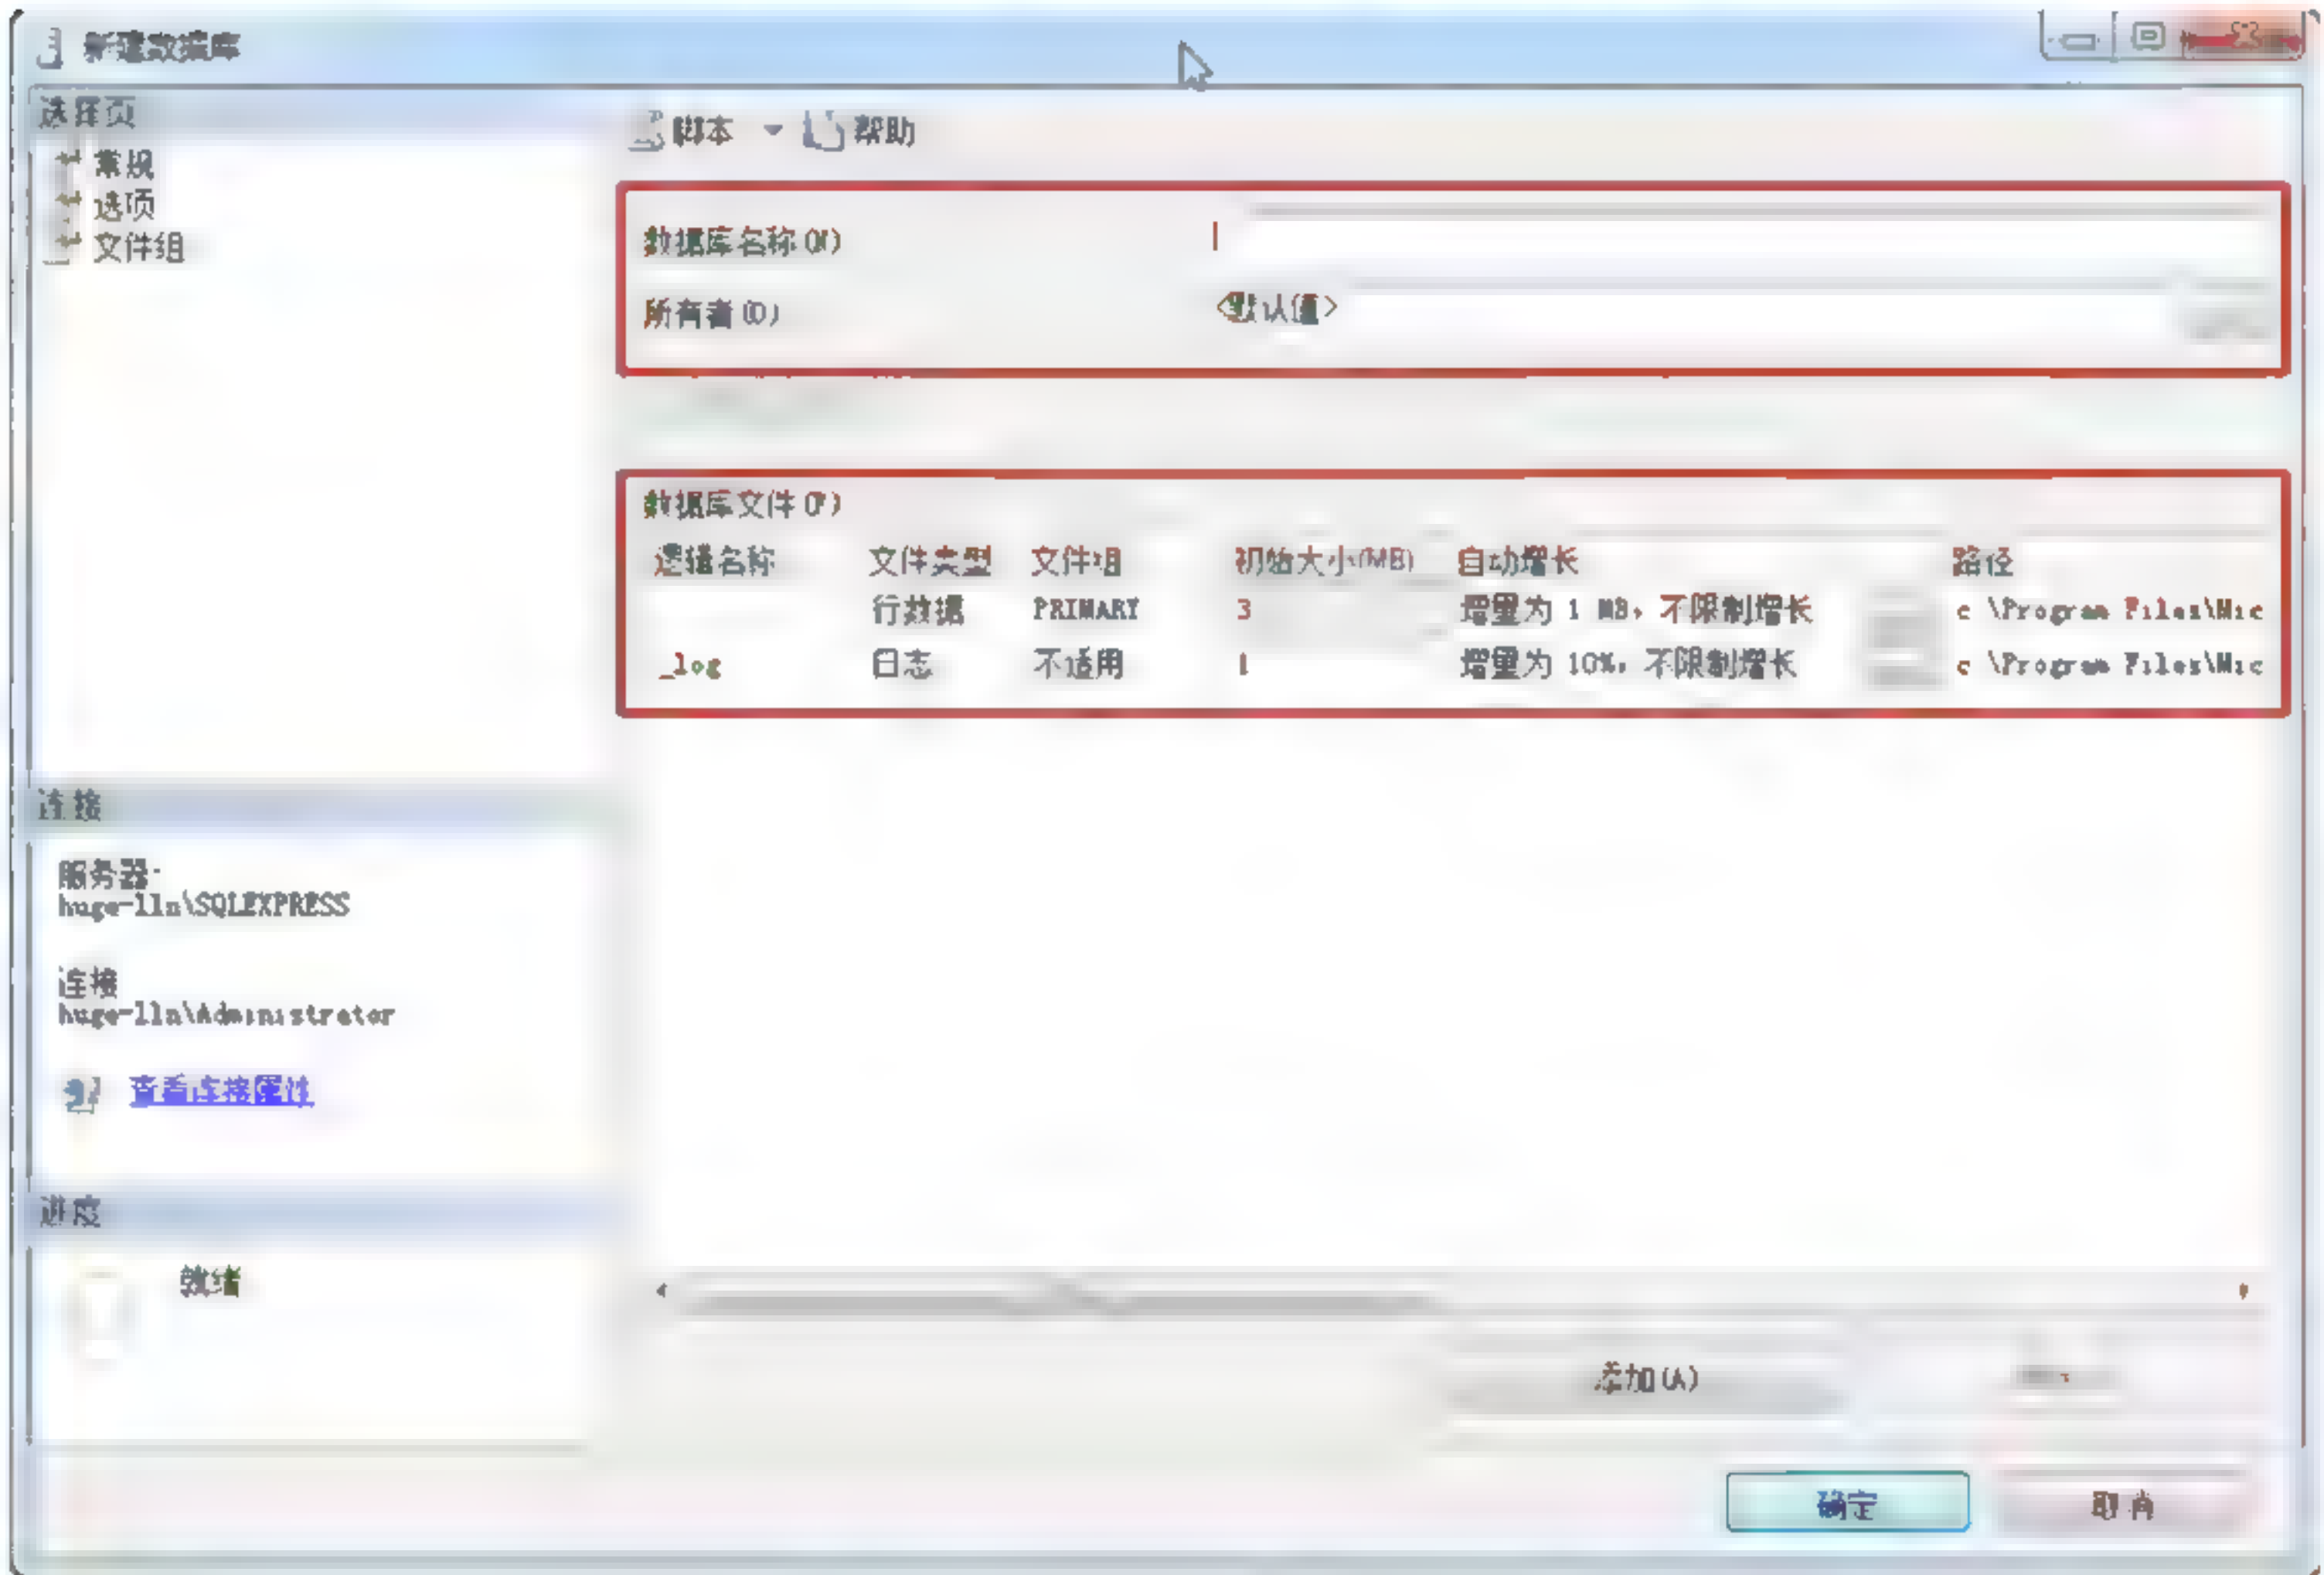 新建数据库
选择页
常规
选项
文件组
脚本 帮助
数据库名称(N)
所有者(O) <默认值>
数据库文件(F)
逻辑名称 文件类型 文件组 初始大小(MB) 自动增长 路径
行数据 PRIMARY 3 增量为 1 MB，不限制增长 c \Program Files\Mic
_log 日志 不适用 1 增量为 10%，不限制增长 c \Program Files\Mic
连接
服务器:
huge-lln\SQLEXPRESS
连接
huge-lln\Administrator
查看连接属性
进度
就绪
添加(A)
确定 取消